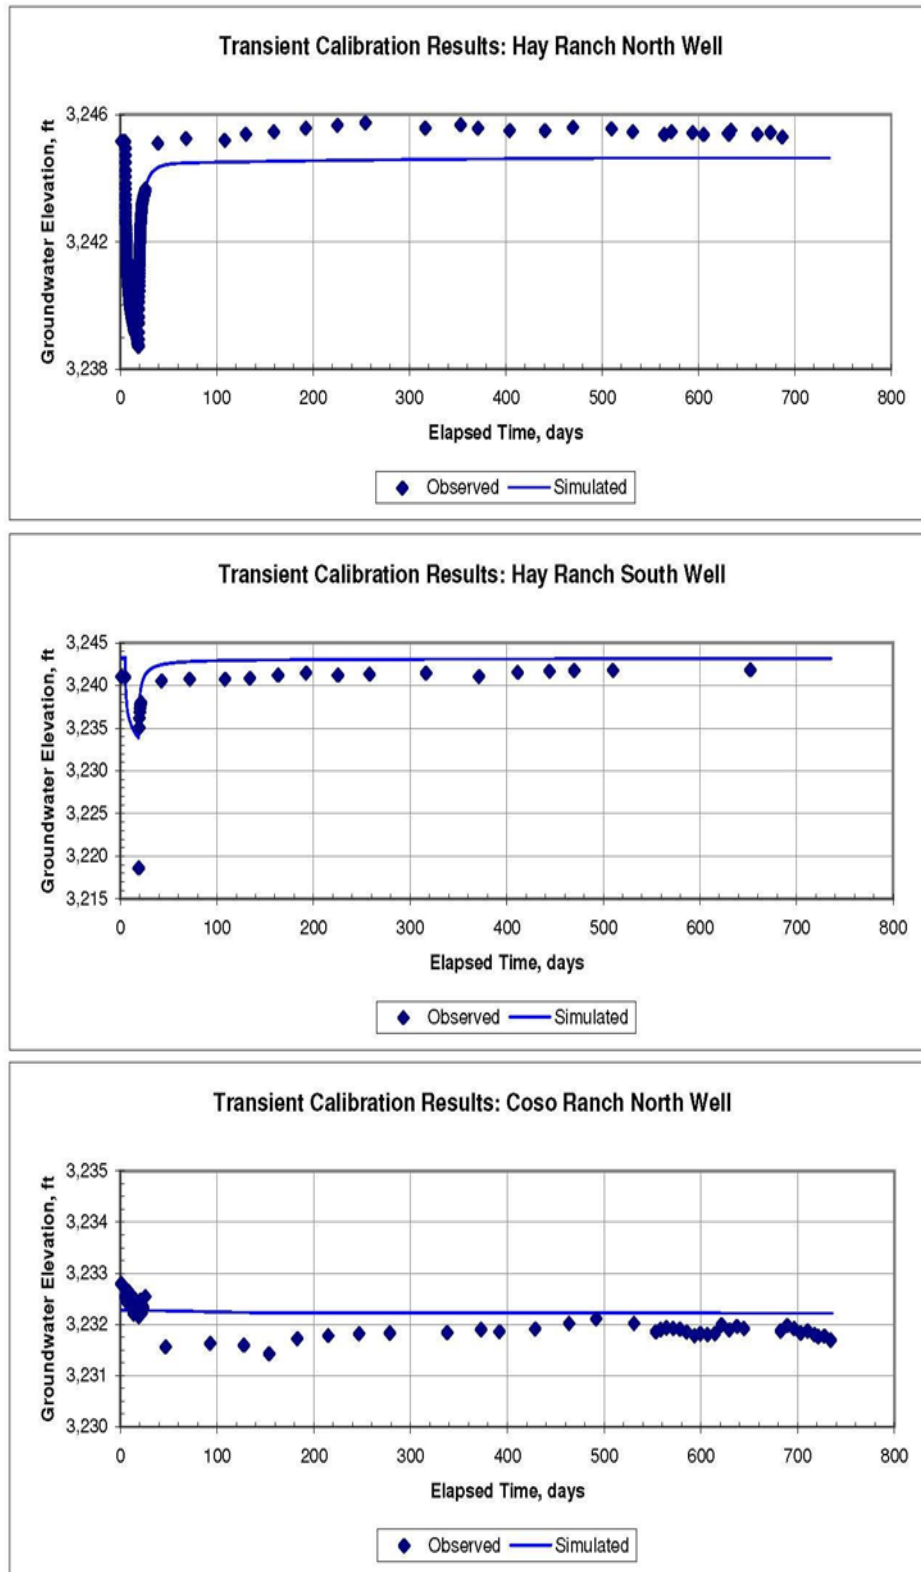 Transient Calibration Results: Hay Ranch North Well
Groundwater Elevation, ft
3,246
3,242
3,238
0 100 200 300 400 500 600 700 800
Elapsed Time, days
Observed Simulated
Transient Calibration Results: Hay Ranch South Well
Groundwater Elevation, ft
3,245
3,240
3,235
3,230
3,225
3,220
3,215
0 100 200 300 400 500 600 700 800
Elapsed Time, days
Observed Simulated
Transient Calibration Results: Coso Ranch North Well
Groundwater Elevation, ft
3,235
3,234
3,233
3,232
3,231
3,230
0 100 200 300 400 500 600 700 800
Elapsed Time, days
Observed Simulated